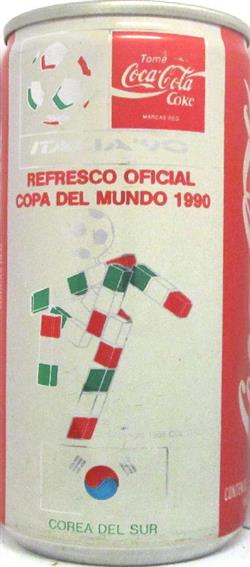 Tome
Coca-Cola
Coke
MARCAS REG
ITALIA'90
REFRESCO OFICIAL
COPA DEL MUNDO 1990
COREA DEL SUR